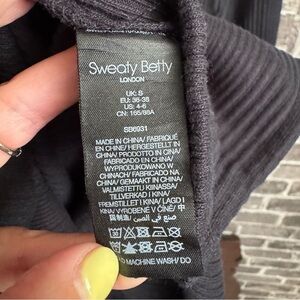 Sweaty Betty
LONDON
UK: S
EU: 36-38
US: 4-6
CN: 165/88A
SB6931
MADE IN CHINA/ FABRIQUÉ
EN CHINE/ HERGESTELLT IN
CHINA/ PRODOTTO IN CINA/
FABRICADO EN CHINA/
WYPRODUKOWANO W
CHINACH/ FABRICADO NA
CHINA/ GEMAAKT IN CHINA/
VALMISTETTU KIINASSA/
TILLVERKAD I KINA/
FREMSTILLET I KINA/ LAGD I
KINA/ VYROBENE V ČÍNĚ/ 中
صنع في الصين
MACHINE WASH/ DO